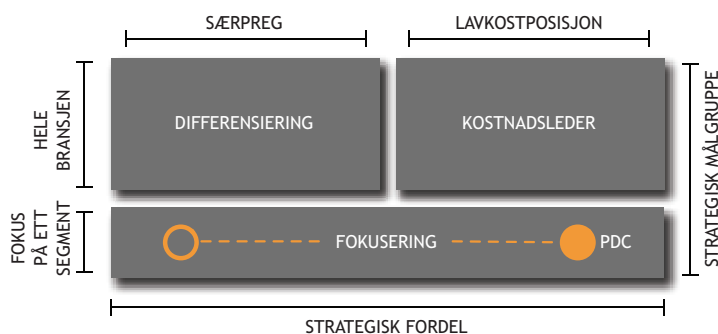 SÆRPREG
LAVKOSTPOSISJON
HELE
BRANSJEN
DIFFERENSIERING
KOSTNADSLEDER
STRATEGISK MÅLGRUPPE
FOKUS
PÅ ETT
SEGMENT
FOKUSERING
PDC
STRATEGISK FORDEL